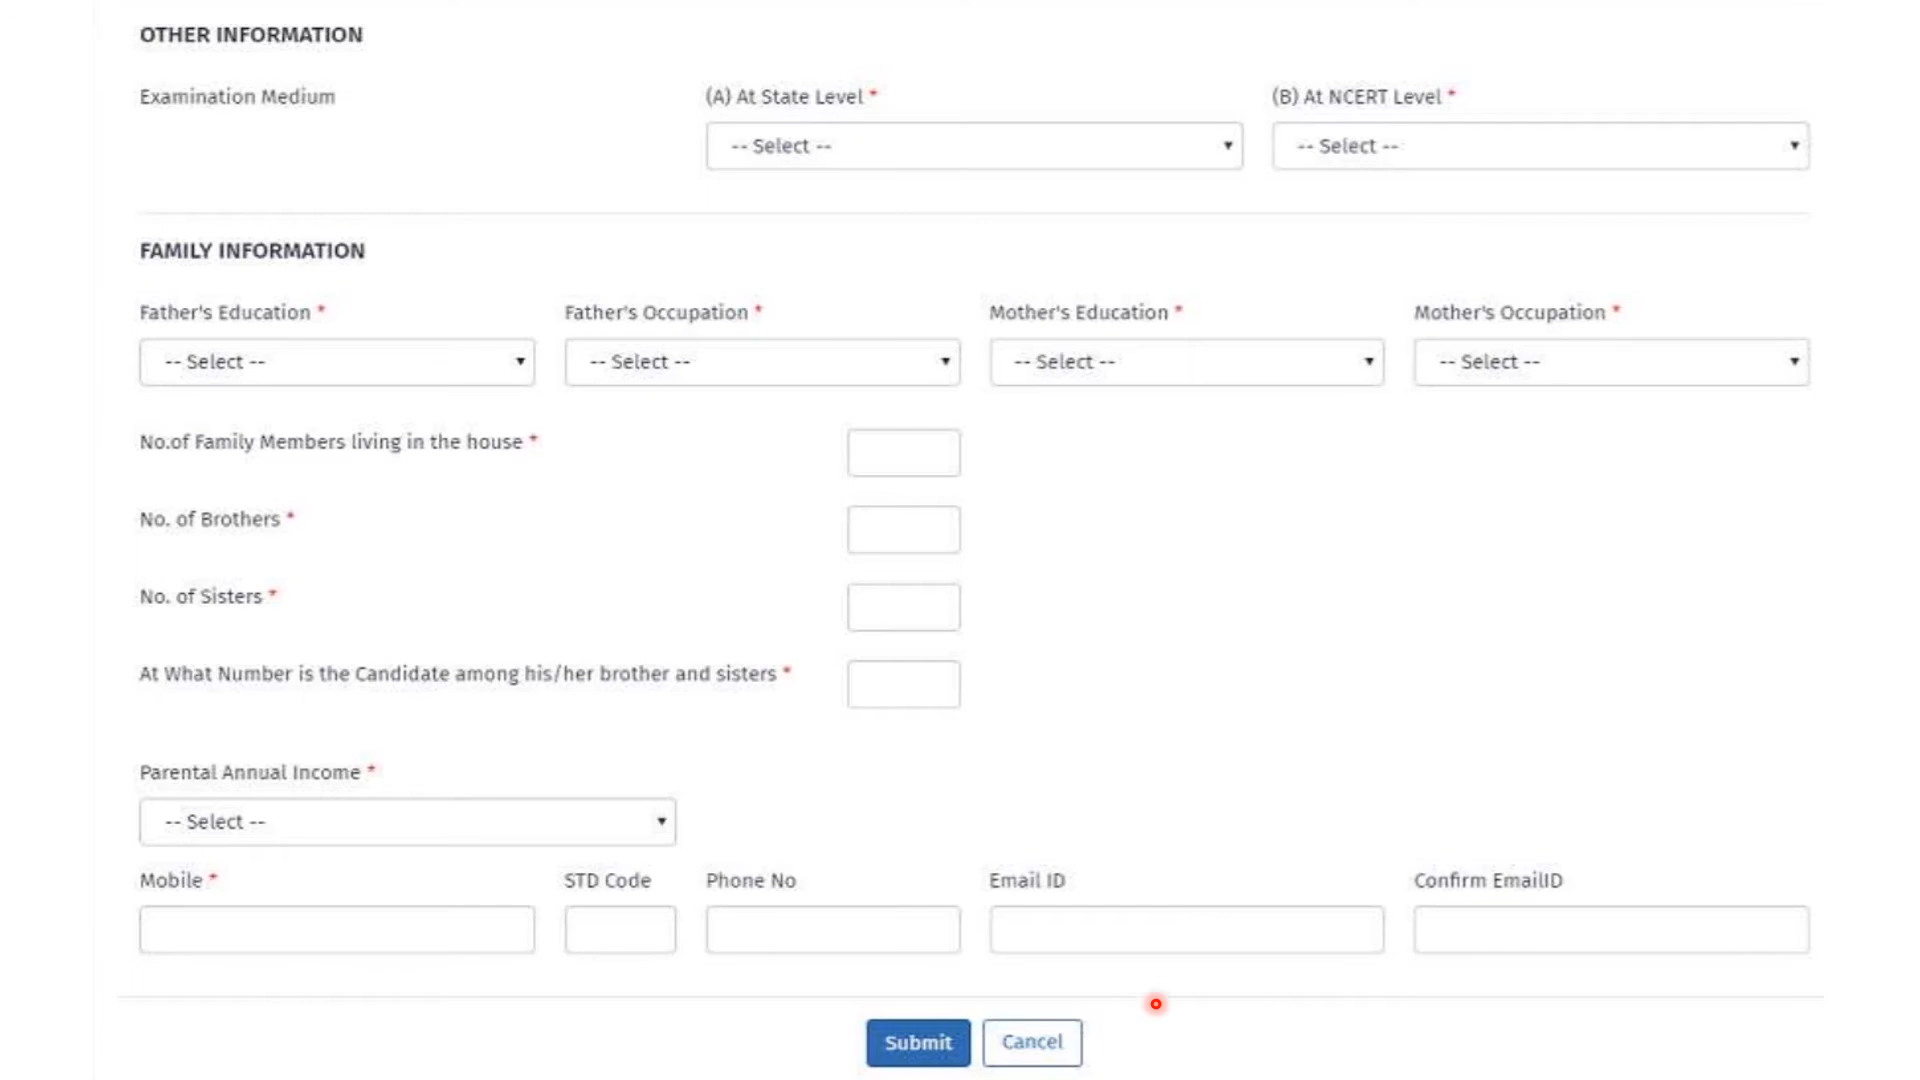 OTHER INFORMATION
Examination Medium
(A) At State Level *
(B) At NCERT Level *
-- Select --
-- Select --
FAMILY INFORMATION
Father's Education *
Father's Occupation *
Mother's Education *
Mother's Occupation *
-- Select --
-- Select --
-- Select --
-- Select --
No.of Family Members living in the house *
No. of Brothers *
No. of Sisters *
At What Number is the Candidate among his/her brother and sisters *
Parental Annual Income *
-- Select --
Mobile *
STD Code
Phone No
Email ID
Confirm EmailID
Submit
Cancel